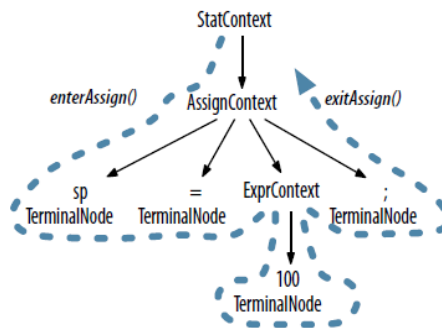 StatContext
enterAssign()
exitAssign()
AssignContext
sp
TerminalNode
=
TerminalNode
ExprContext
;
TerminalNode
100
TerminalNode